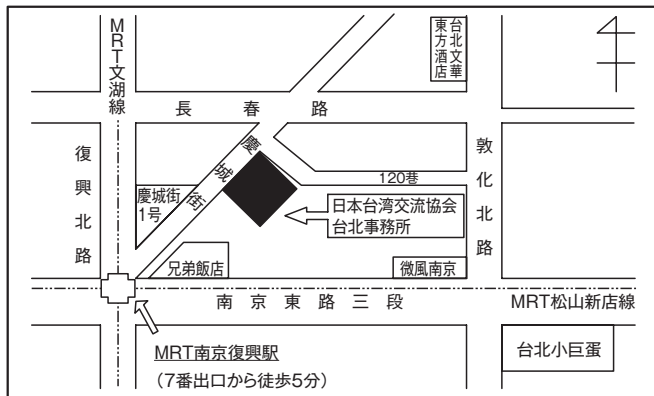 MRT文湖線
台北文華
東方酒店
長春路
復興北路
慶城街
敦化北路
120巷
慶城街
1号
日本台湾交流協会
台北事務所
兄弟飯店
微風南京
南京東路三段
MRT松山新店線
MRT南京復興駅
（7番出口から徒歩5分）
台北小巨蛋